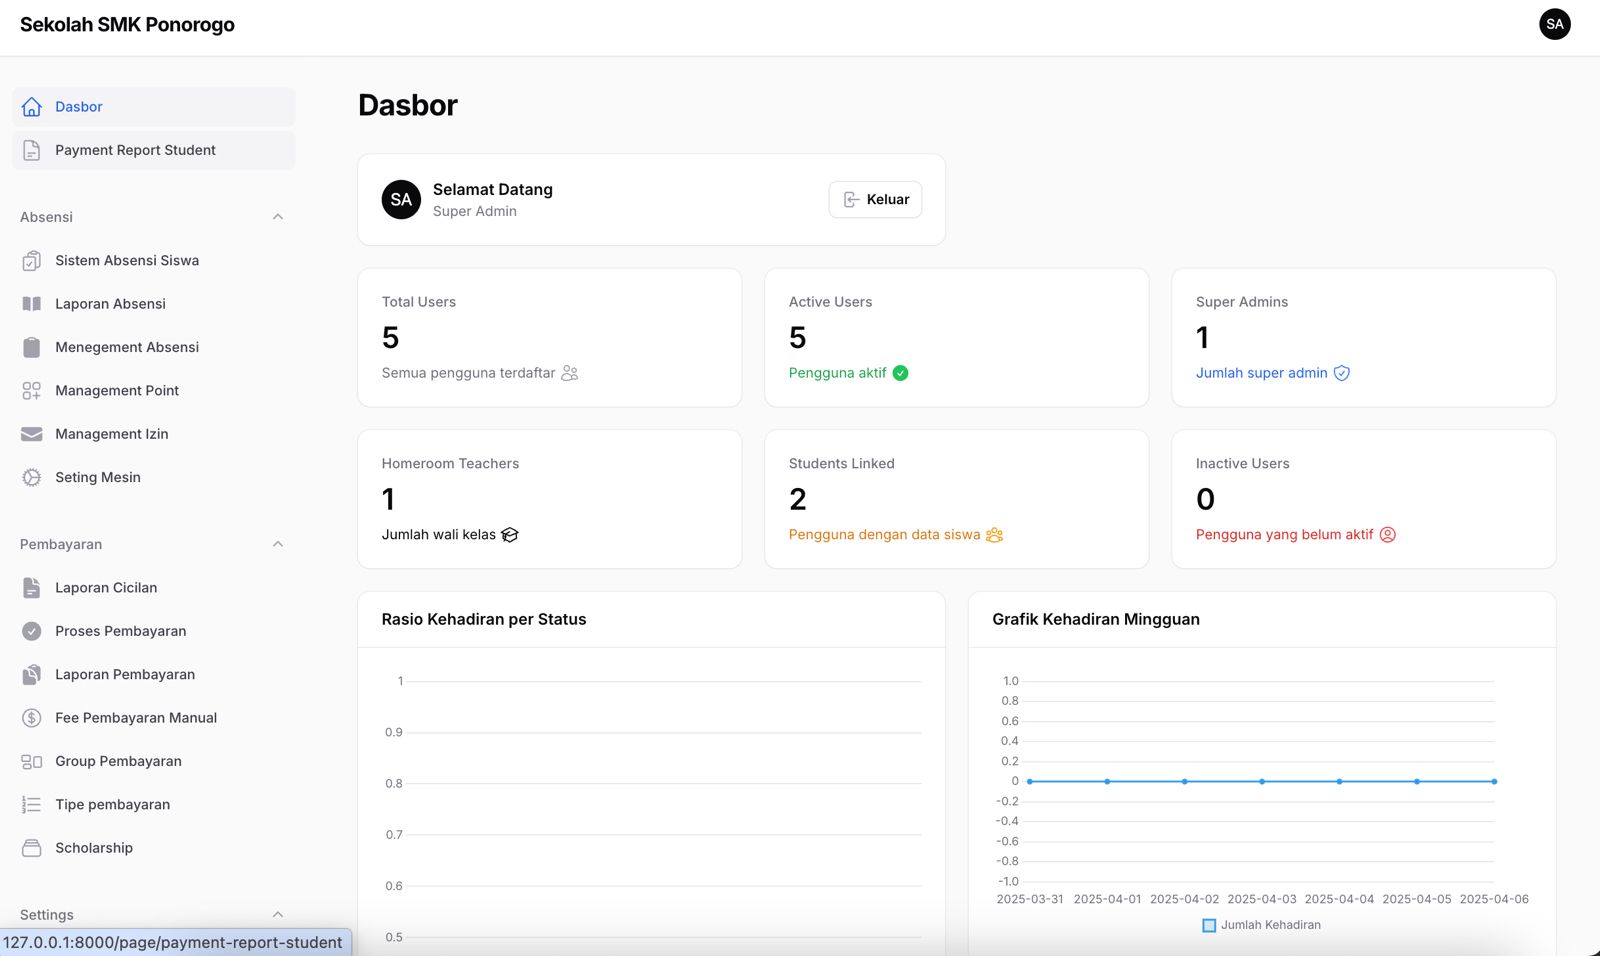 Sekolah SMK Ponorogo
SA
Dasbor
Payment Report Student
Absensi
Sistem Absensi Siswa
Laporan Absensi
Menegement Absensi
Management Point
Management Izin
Seting Mesin
Pembayaran
Laporan Cicilan
Proses Pembayaran
Laporan Pembayaran
Fee Pembayaran Manual
Group Pembayaran
Tipe pembayaran
Scholarship
Settings
127.0.0.1:8000/page/payment-report-student
Dasbor
SA
Selamat Datang
Super Admin
Keluar
Total Users
5
Semua pengguna terdaftar
Active Users
5
Pengguna aktif
Super Admins
1
Jumlah super admin
Homeroom Teachers
1
Jumlah wali kelas
Students Linked
2
Pengguna dengan data siswa
Inactive Users
0
Pengguna yang belum aktif
Rasio Kehadiran per Status
1
0.9
0.8
0.7
0.6
0.5
Grafik Kehadiran Mingguan
1.0
0.8
0.6
0.4
0.2
0
-0.2
-0.4
-0.6
-0.8
-1.0
2025-03-31 2025-04-01 2025-04-02 2025-04-03 2025-04-04 2025-04-05 2025-04-06
Jumlah Kehadiran